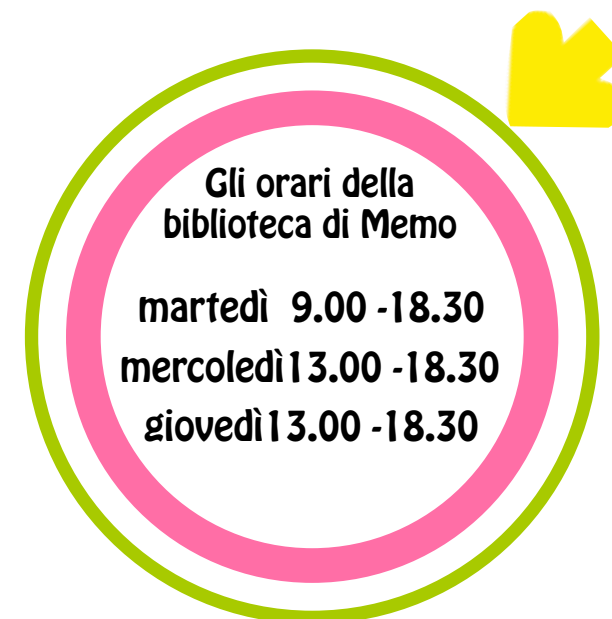 Gli orari della
biblioteca di Memo
martedì 9.00 -18.30
mercoledì13.00 -18.30
giovedì13.00 -18.30